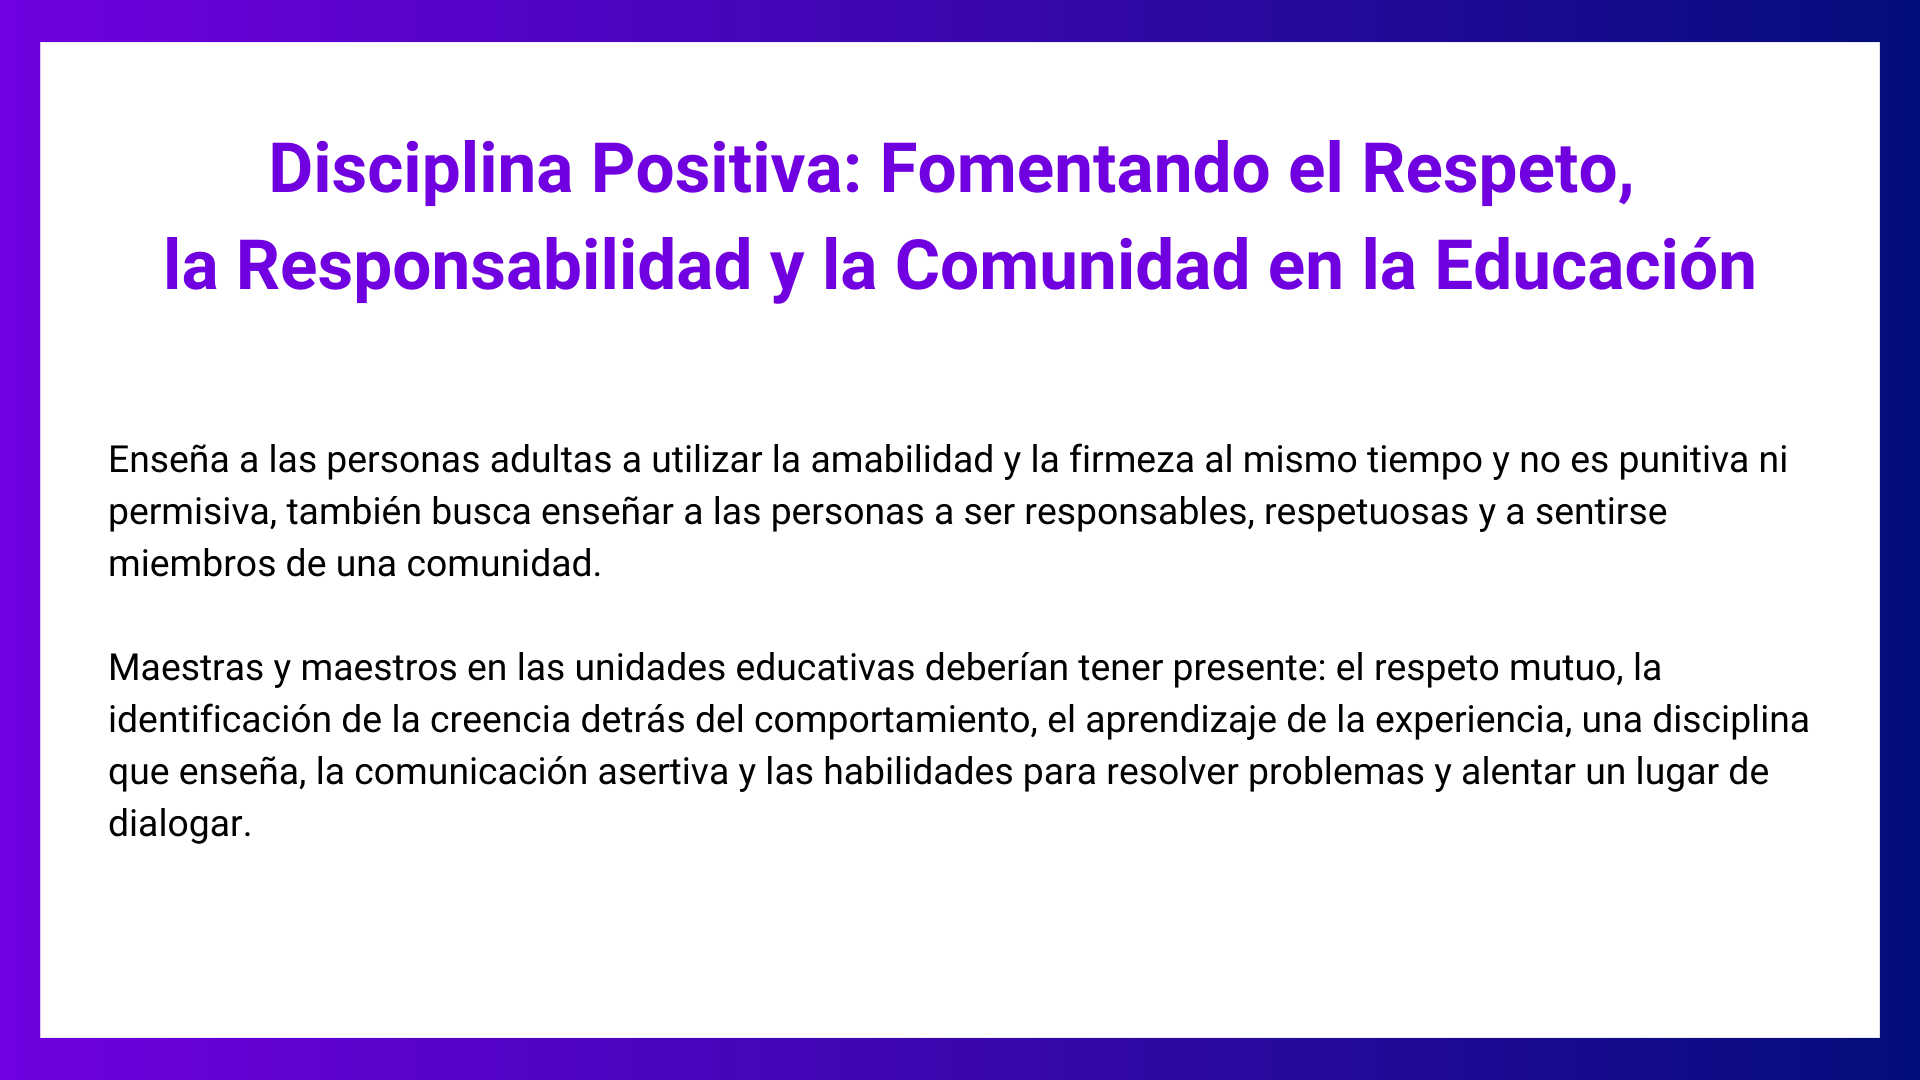 Disciplina Positiva: Fomentando el Respeto,
la Responsabilidad y la Comunidad en la Educación
Enseña a las personas adultas a utilizar la amabilidad y la firmeza al mismo tiempo y no es punitiva ni
permisiva, también busca enseñar a las personas a ser responsables, respetuosas y a sentirse
miembros de una comunidad.
Maestras y maestros en las unidades educativas deberían tener presente: el respeto mutuo, la
identificación de la creencia detrás del comportamiento, el aprendizaje de la experiencia, una disciplina
que enseña, la comunicación asertiva y las habilidades para resolver problemas y alentar un lugar de
dialogar.